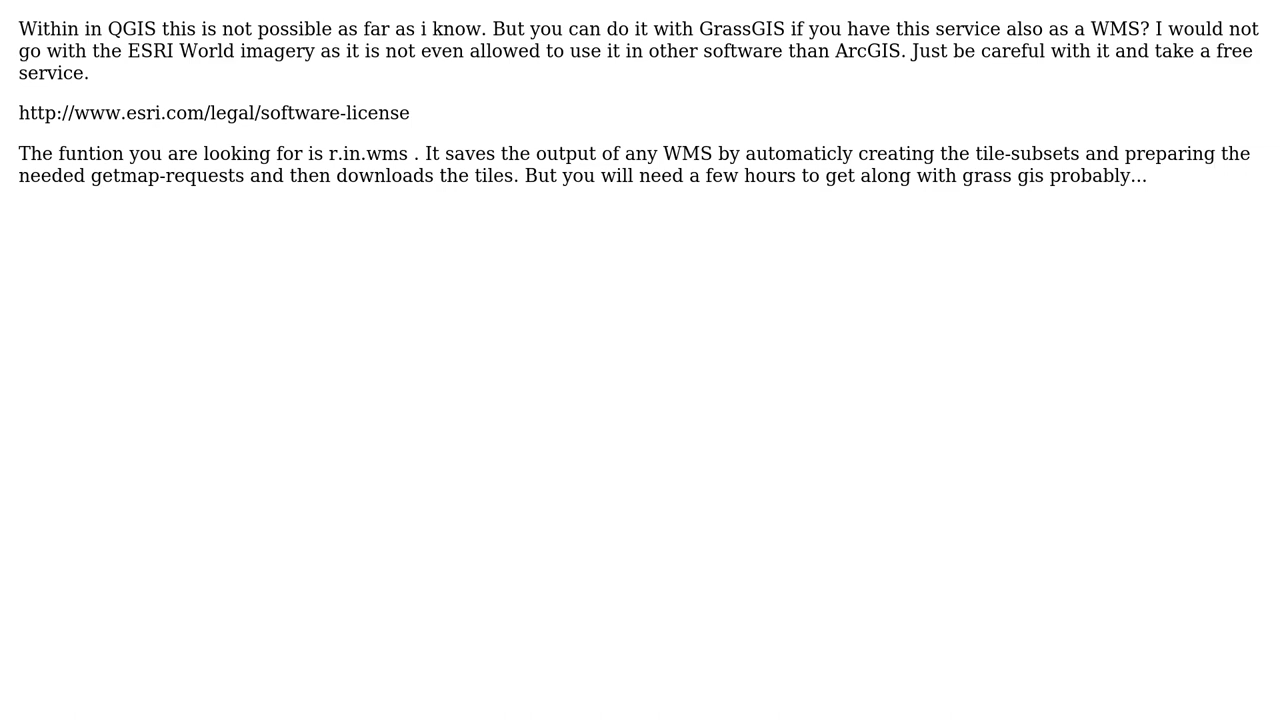 Within in QGIS this is not possible as far as i know. But you can do it with GrassGIS if you have this service also as a WMS? I would not
go with the ESRI World imagery as it is not even allowed to use it in other software than ArcGIS. Just be careful with it and take a free
service.
http://www.esri.com/legal/software-license
The funtion you are looking for is r.in.wms . It saves the output of any WMS by automaticly creating the tile-subsets and preparing the
needed getmap-requests and then downloads the tiles. But you will need a few hours to get along with grass gis probably...